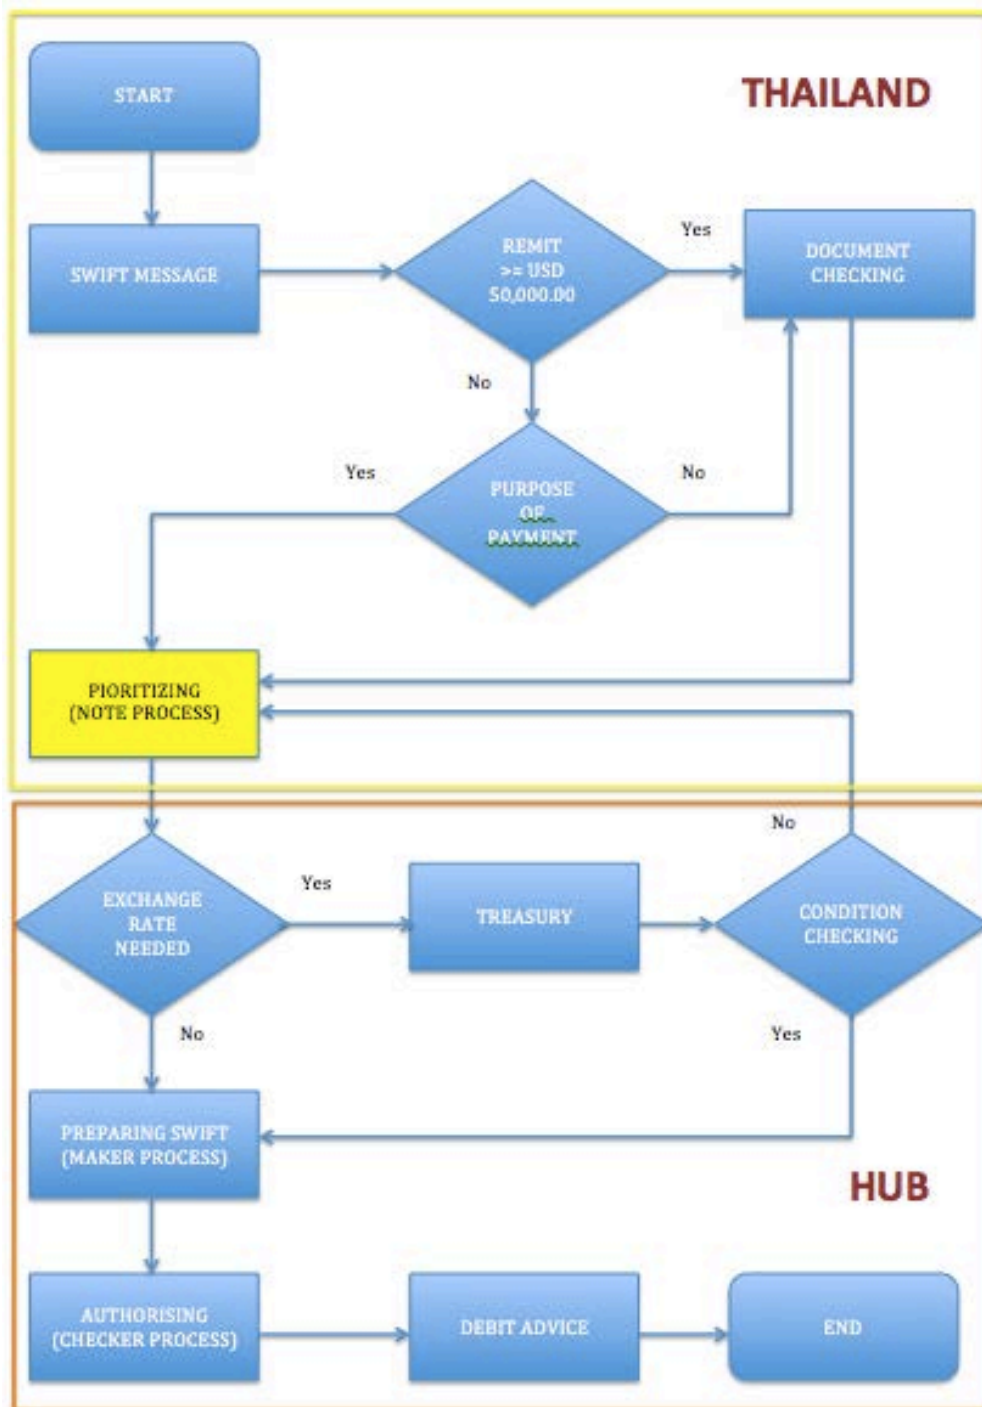 START
THAILAND
REMIT
>= USD
50,000.00
Yes
DOCUMENT
CHECKING
SWIFT MESSAGE
No
Yes
PURPOSE
OF
PAYMENT
No
PIORITIZING
(NOTE PROCESS)
No
EXCHANGE
RATE
NEEDED
Yes
TREASURY
CONDITION
CHECKING
No
Yes
PREPARING SWIFT
(MAKER PROCESS)
HUB
AUTHORISING
(CHECKER PROCESS)
DEBIT ADVICE
END